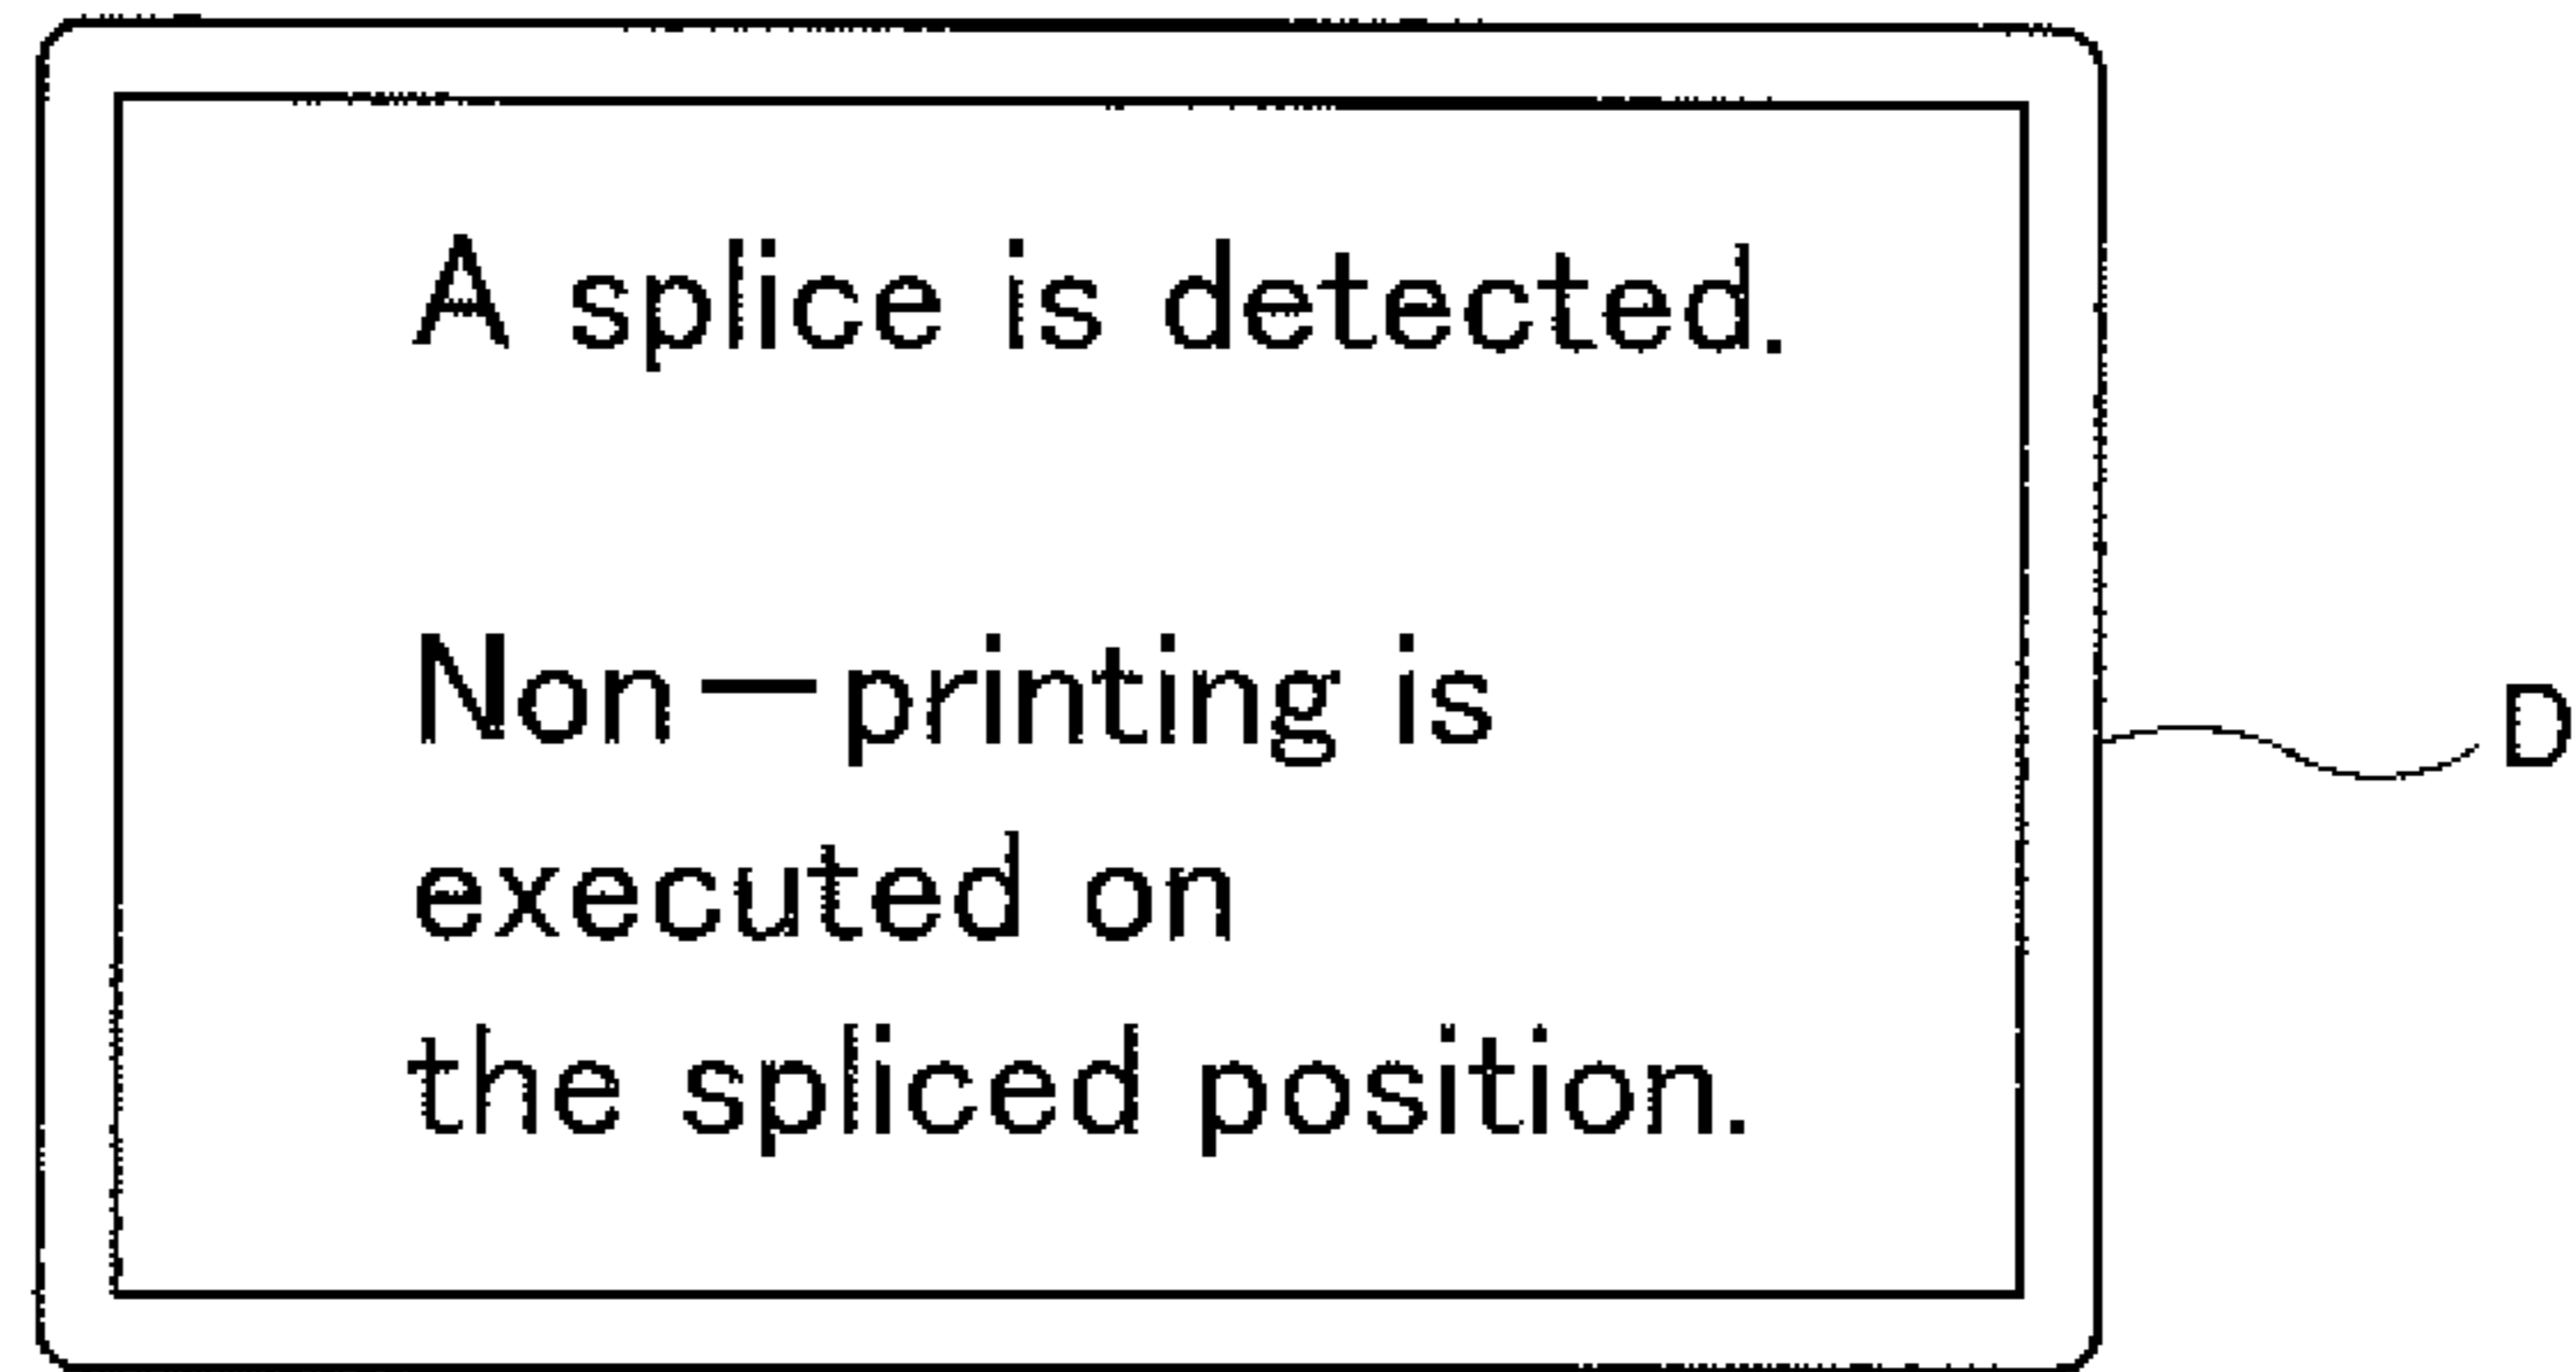 A splice is detected.
Non—printing is
executed on
the spliced position.
D